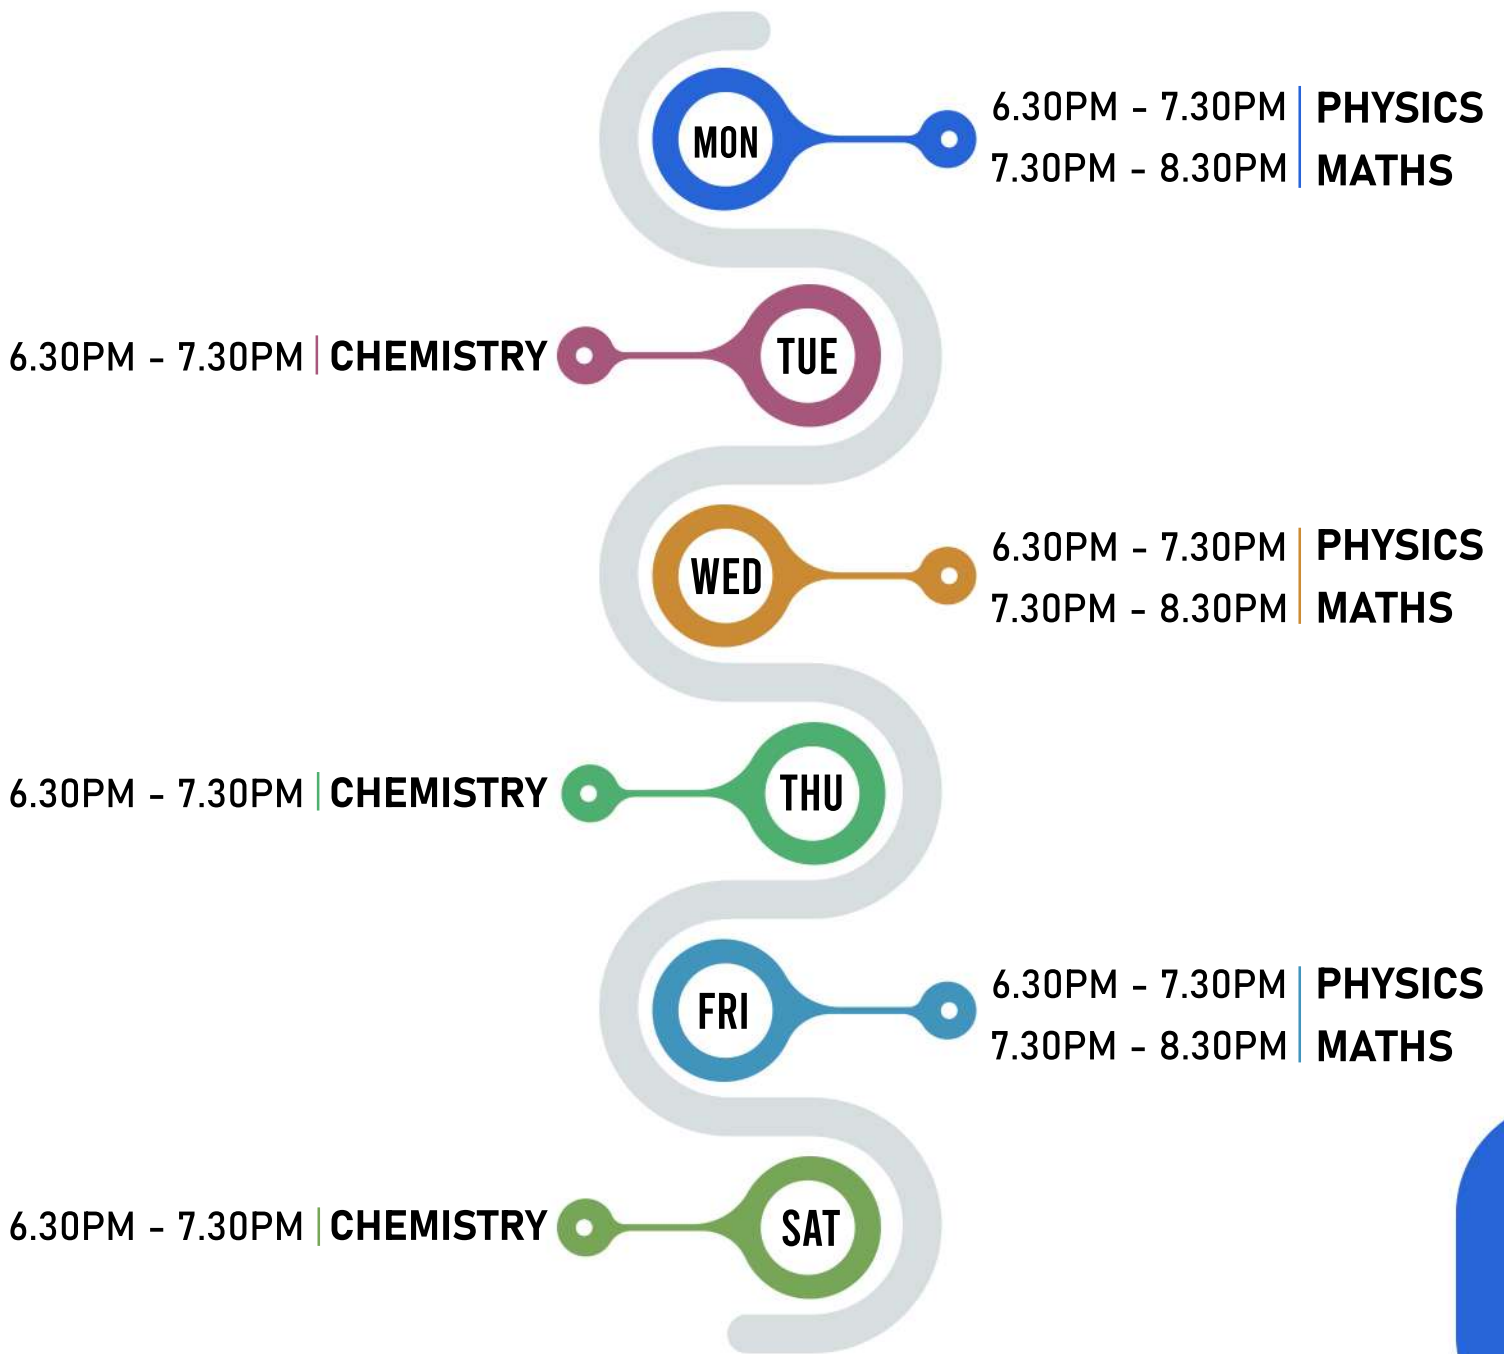 MON
6.30PM - 7.30PM | PHYSICS
7.30PM - 8.30PM | MATHS
6.30PM - 7.30PM | CHEMISTRY
TUE
WED
6.30PM - 7.30PM | PHYSICS
7.30PM - 8.30PM | MATHS
6.30PM - 7.30PM | CHEMISTRY
THU
FRI
6.30PM - 7.30PM | PHYSICS
7.30PM - 8.30PM | MATHS
6.30PM - 7.30PM | CHEMISTRY
SAT